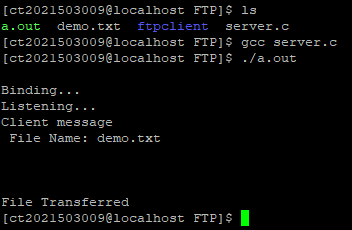 [ct2021503009@localhost FTP]$ ls
a.out  demo.txt  ftpclient  server.c
[ct2021503009@localhost FTP]$ gcc server.c
[ct2021503009@localhost FTP]$ ./a.out
Binding...
Listening...
Client message
 File Name: demo.txt
File Transferred
[ct2021503009@localhost FTP]$